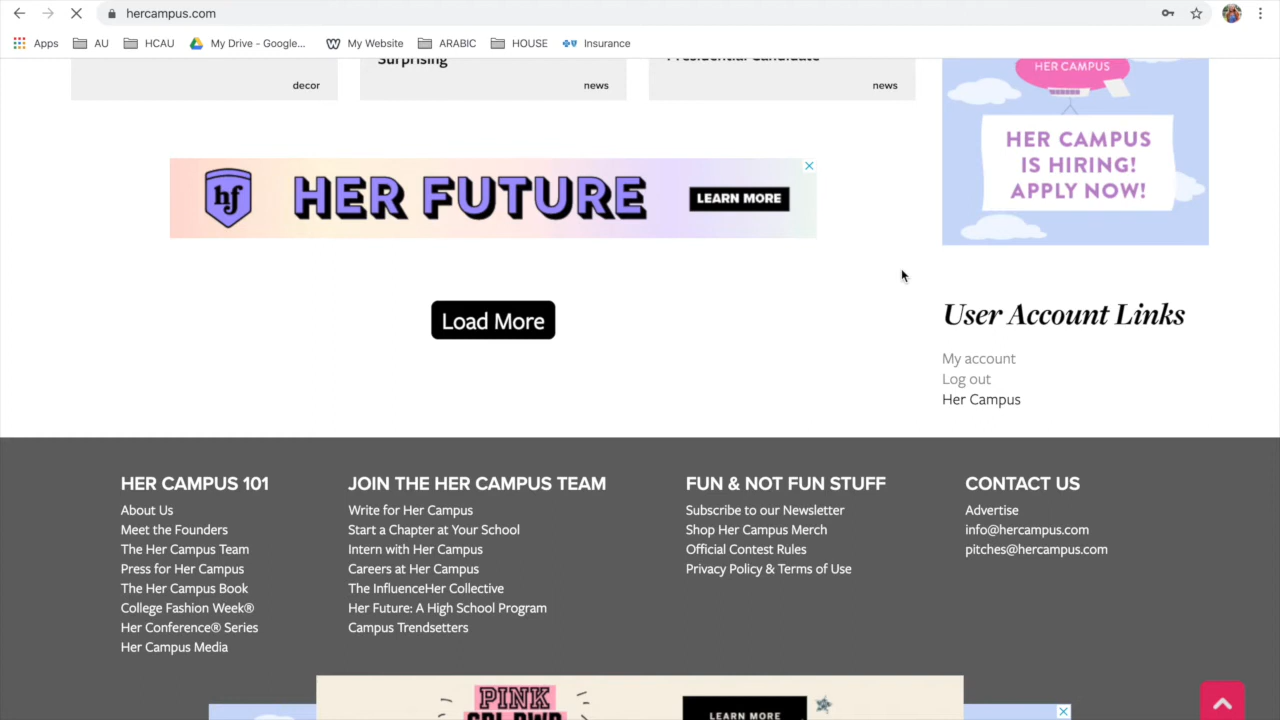 hercampus.com
Apps
AU
HCAU
My Drive - Google...
My Website
ARABIC
HOUSE
Insurance
Surprising
Presidential Candidate
decor
news
news
HER CAMPUS
HER CAMPUS
IS HIRING!
APPLY NOW!
hf
HER FUTURE
LEARN MORE
Load More
User Account Links
My account
Log out
Her Campus
HER CAMPUS 101
About Us
Meet the Founders
The Her Campus Team
Press for Her Campus
The Her Campus Book
College Fashion Week®
Her Conference® Series
Her Campus Media
JOIN THE HER CAMPUS TEAM
Write for Her Campus
Start a Chapter at Your School
Intern with Her Campus
Careers at Her Campus
The InfluenceHer Collective
Her Future: A High School Program
Campus Trendsetters
FUN & NOT FUN STUFF
Subscribe to our Newsletter
Shop Her Campus Merch
Official Contest Rules
Privacy Policy & Terms of Use
CONTACT US
Advertise
info@hercampus.com
pitches@hercampus.com
PINK
LEARN MORE